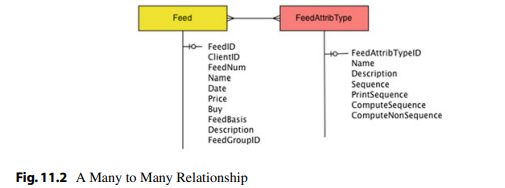 Feed
FeedAttribType
FeedID
ClientID
FeedNum
Name
Date
Price
Buy
FeedBasis
Description
FeedGroupID
FeedAttribTypeID
Name
Description
Sequence
PrintSequence
ComputeSequence
ComputeNonSequence
Fig. 11.2 A Many to Many Relationship